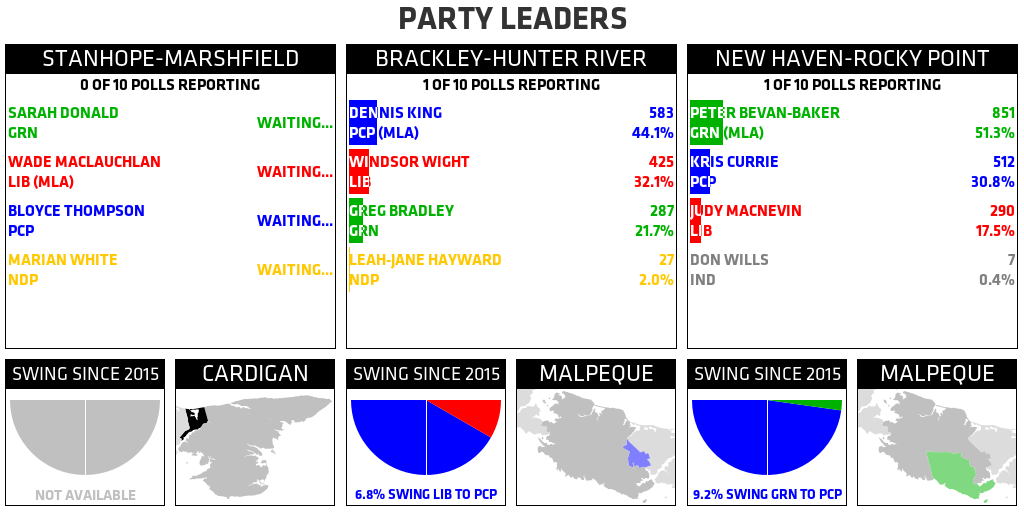 PARTY LEADERS
STANHOPE-MARSHFIELD
0 OF 10 POLLS REPORTING
SARAH DONALD
GRN
WAITING...
WADE MACLAUCHLAN
LIB (MLA)
WAITING...
BLOYCE THOMPSON
PCP
WAITING...
MARIAN WHITE
NDP
WAITING...
BRACKLEY-HUNTER RIVER
1 OF 10 POLLS REPORTING
DENNIS KING 583
PCP (MLA) 44.1%
WINDSOR WIGHT 425
LIB 32.1%
GREG BRADLEY 287
GRN 21.7%
LEAH-JANE HAYWARD 27
NDP 2.0%
NEW HAVEN-ROCKY POINT
1 OF 10 POLLS REPORTING
PETER BEVAN-BAKER 851
GRN (MLA) 51.3%
KRIS CURRIE 512
PCP 30.8%
JUDY MACNEVIN 290
LIB 17.5%
DON WILLS 7
IND 0.4%
SWING SINCE 2015
NOT AVAILABLE
CARDIGAN
SWING SINCE 2015
6.8% SWING LIB TO PCP
MALPEQUE
SWING SINCE 2015
9.2% SWING GRN TO PCP
MALPEQUE